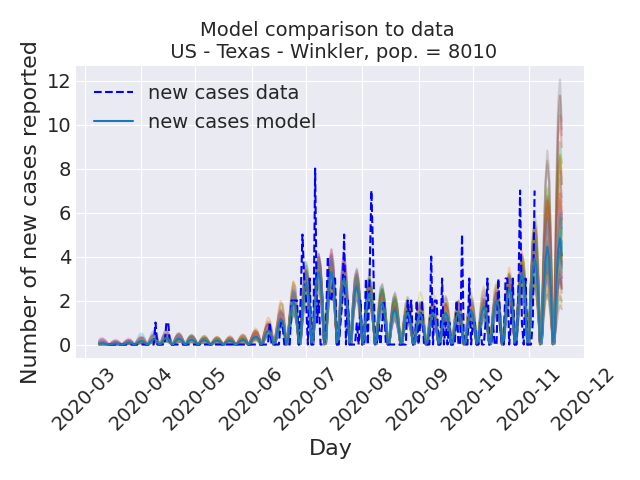 Model comparison to data
US - Texas - Winkler, pop. = 8010
Number of new cases reported
12
10
8
6
4
2
0
new cases data
new cases model
2020-03
2020-04
2020-05
2020-06
2020-07
2020-08
2020-09
2020-10
2020-11
2020-12
Day